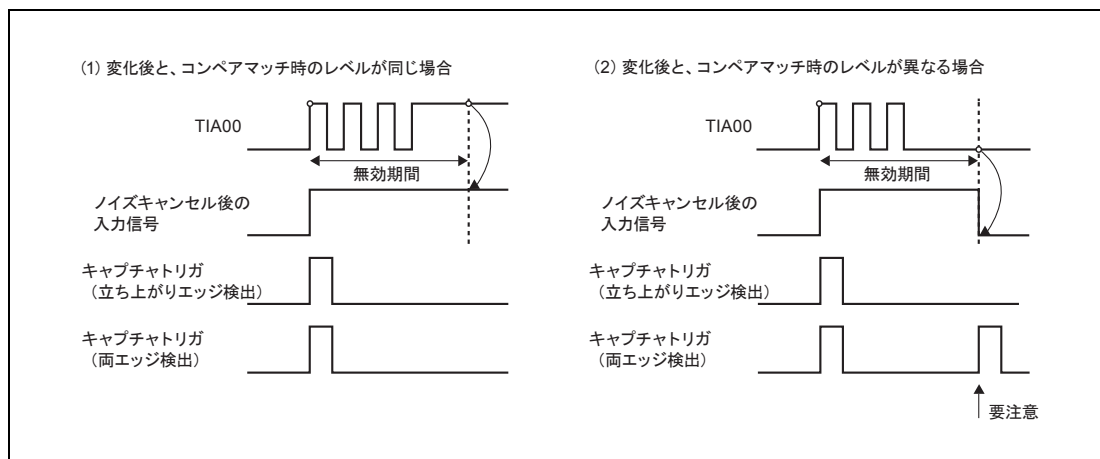 (1) 変化後と、コンペアマッチ時のレベルが同じ場合
TIA00
無効期間
ノイズキャンセル後の
入力信号
キャプチャトリガ
（立ち上がりエッジ検出）
キャプチャトリガ
（両エッジ検出）
(2) 変化後と、コンペアマッチ時のレベルが異なる場合
TIA00
無効期間
ノイズキャンセル後の
入力信号
キャプチャトリガ
（立ち上がりエッジ検出）
キャプチャトリガ
（両エッジ検出）
要注意